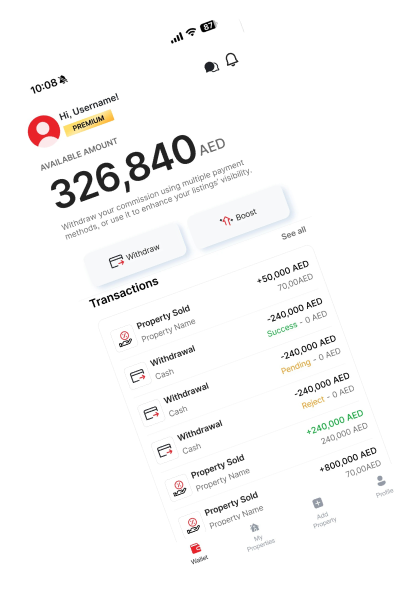 10:08
87
Hi, Username!
PREMIUM
AVAILABLE AMOUNT
326,840 AED
Withdraw your commission using multiple payment
methods, or use it to enhance your listings' visibility.
Withdraw
Boost
Transactions
See all
Property Sold
+50,000 AED
Property Name
70,00AED
Withdrawal
-240,000 AED
Cash
Success - 0 AED
Withdrawal
-240,000 AED
Cash
Pending - 0 AED
Withdrawal
-240,000 AED
Cash
Reject - 0 AED
Property Sold
+240,000 AED
Property Name
240,000 AED
Property Sold
+800,000 AED
Property Name
70,00AED
Wallet
My
Properties
Add
Property
Profile